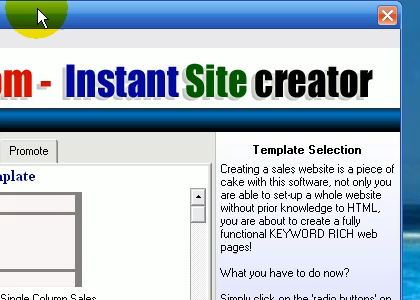 om - Instant Site creator
Promote
Template Selection
mplate
Creating a sales website is a piece of
cake with this software, not only you
are able to set-up a whole website
without prior knowledge to HTML,
you are about to create a fully
functional KEYWORD RICH web
pages!
What you have to do now?
Single Column Sales
Simply click on the 'radio buttons' on